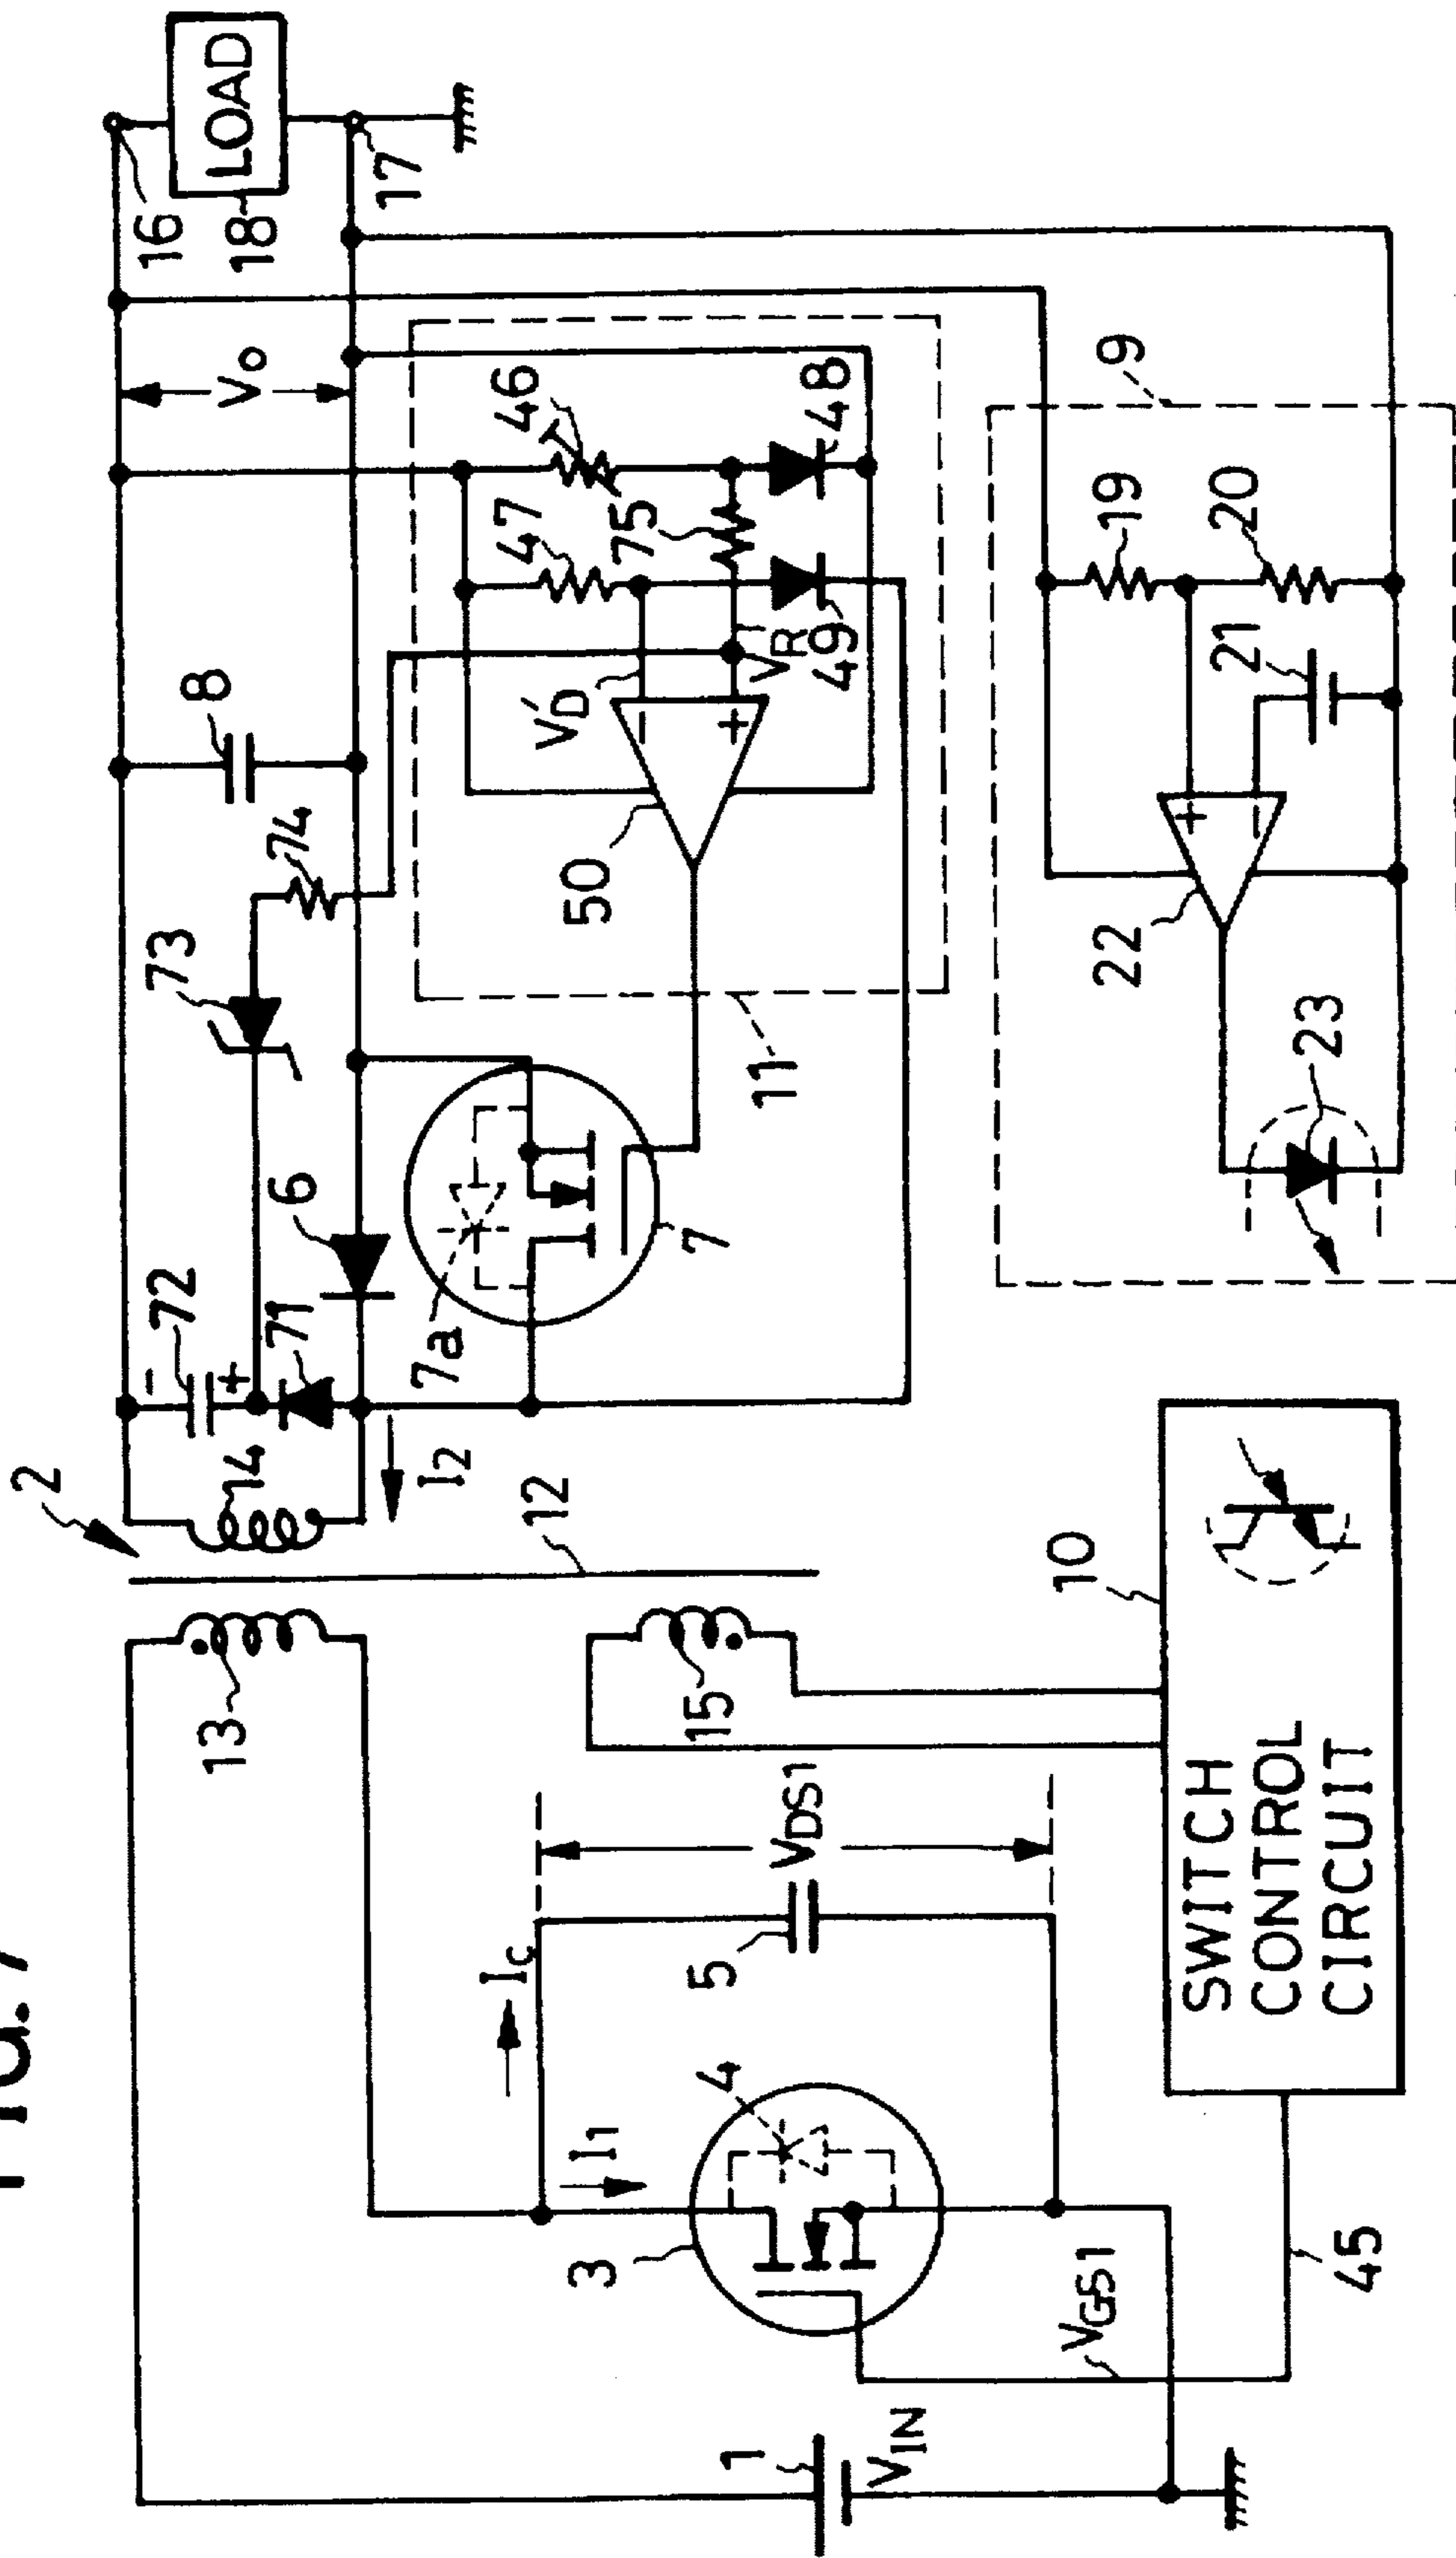 FIG. 7
2
13
14
72
71
6
73
74
8
Vo
16
18
LOAD
17
I2
12
7a
7
11
50
V'D
VR
47
46
75
48
49
IC
I1
3
4
5
VDS1
15
1
VIN
VGS1
45
10
SWITCH
CONTROL
CIRCUIT
9
19
20
21
22
23
+
−
−
+
+
−